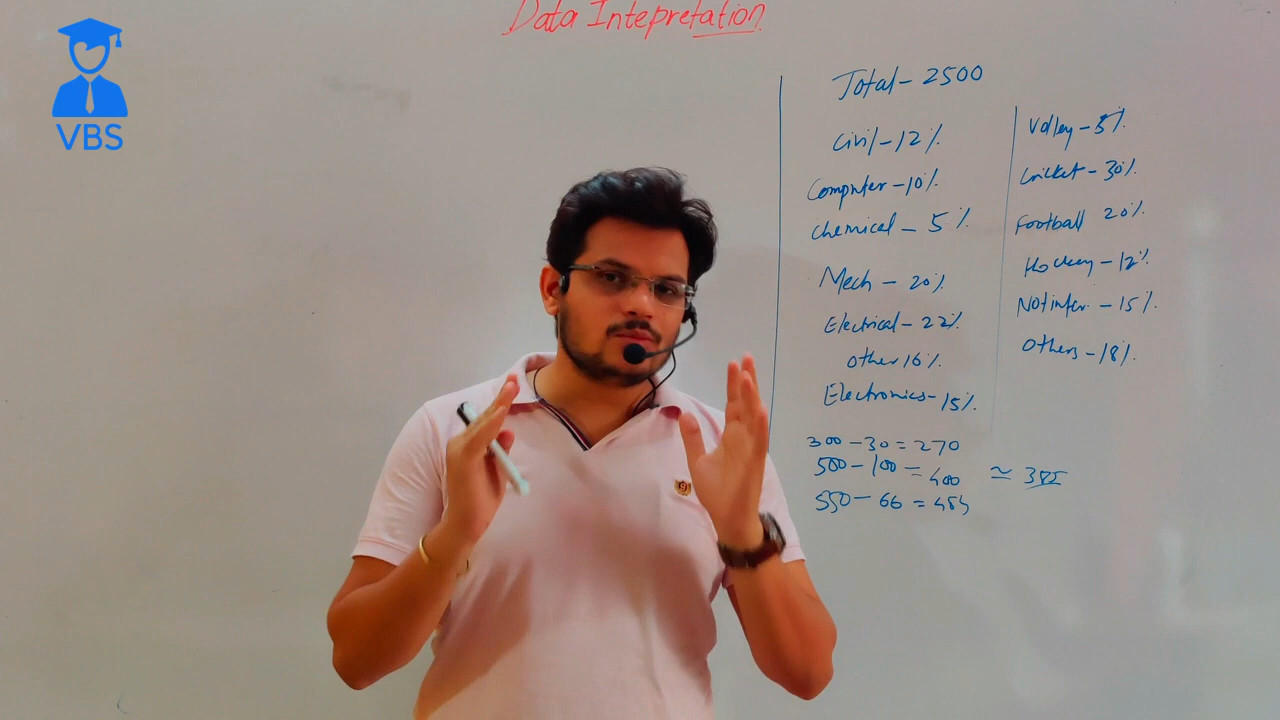 Data Intepretation
VBS
Total - 2500
Civil - 12%
Computer - 10%
chemical - 5%
Mech - 20%
Electrical - 22%
other 16%
Electronics - 15%
300 - 30 = 270
500 - 100 = 400
550 - 66 = 484
≃
Volley - 5%
Cricket - 30%
Football 20%
Hockey - 12%
Not inter. - 15%
Others - 18%